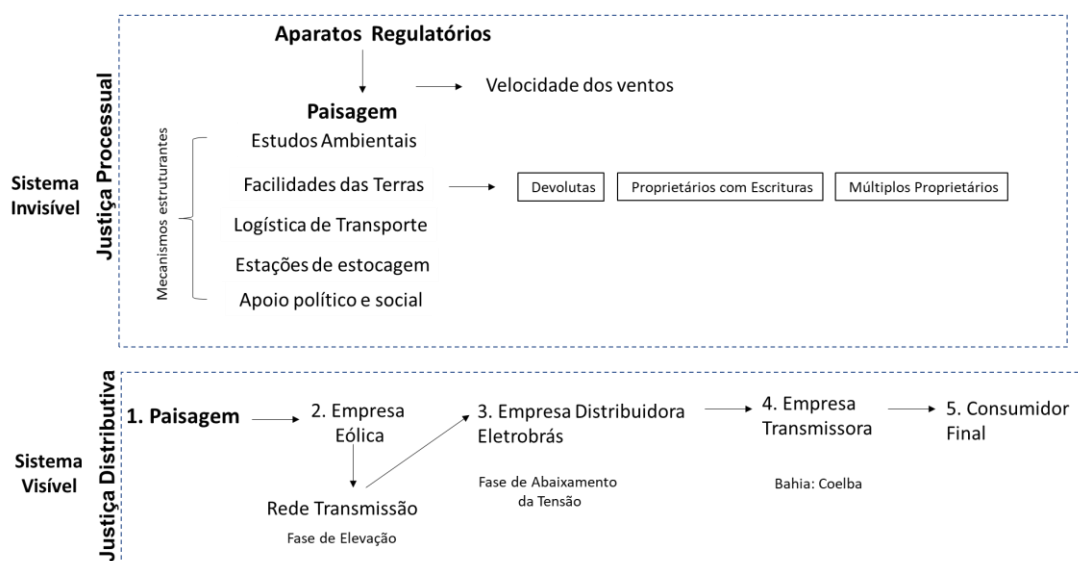 Aparatos Regulatórios
Velocidade dos ventos
Paisagem
Sistema
Invisível
Justiça Processual
Mecanismos estruturantes
Estudos Ambientais
Facilidades das Terras
Devolutas
Proprietários com Escrituras
Múltiplos Proprietários
Logística de Transporte
Estações de estocagem
Apoio político e social
Sistema
Visível
Justiça Distributiva
1. Paisagem
2. Empresa
Eólica
Rede Transmissão
Fase de Elevação
3. Empresa Distribuidora
Eletrobrás
Fase de Abaixamento
da Tensão
4. Empresa
Transmissora
Bahia: Coelba
5. Consumidor
Final